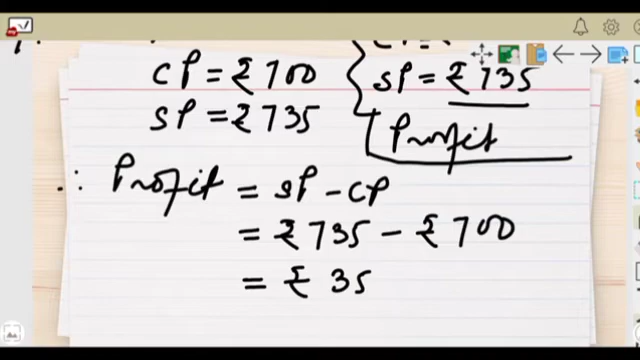 CP = ₹ 700
SP = ₹ 735
SP = ₹ 735
Profit
∴ Profit = SP - CP
= ₹ 735 - ₹ 700
= ₹ 35